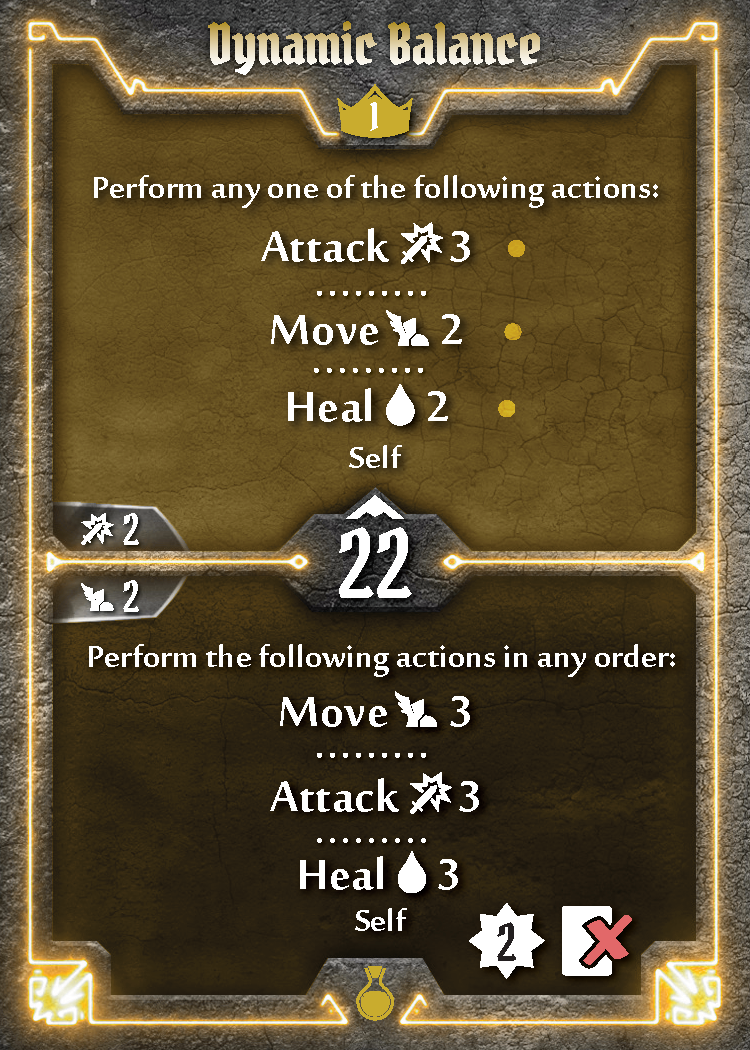 Dynamic Balance
1
Perform any one of the following actions:
Attack 3
Move 2
Heal 2
Self
2
22
2
Perform the following actions in any order:
Move 3
Attack 3
Heal 3
Self
2